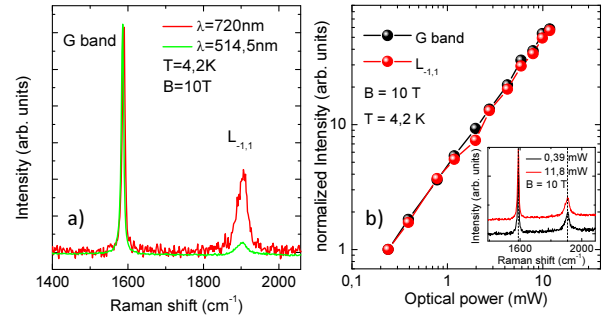 G band
λ=720nm
λ=514,5nm
T=4,2K
B=10T
L-1,1
a)
Intensity (arb. units)
1400 1600 1800 2000
Raman shift (cm-1)
G band
L-1,1
B = 10 T
T = 4,2 K
b)
normalized Intensity (arb. units)
10
1
0,1 1 10
Optical power (mW)
0,39 mW
11,8 mW
B = 10 T
Intensity (arb. units)
1600 1920
Raman shift (cm-1)